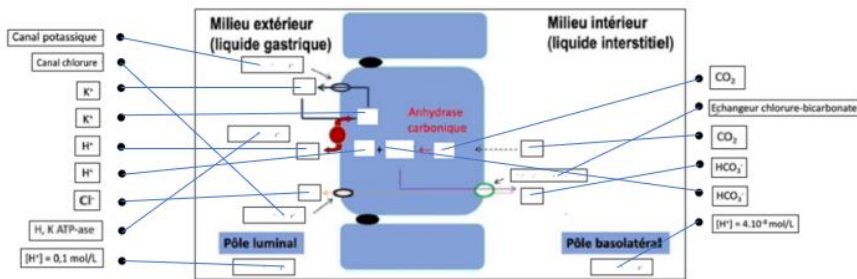 Milieu extérieur
(liquide gastrique)
Milieu intérieur
(liquide interstitiel)
Canal potassique
Canal chlorure
K⁺
K⁺
H⁺
H⁺
Cl⁻
H, K ATP-ase
[H⁺] = 0,1 mol/L
Anhydrase
carbonique
+
Pôle luminal
Pôle basolatéral
CO₂
Echangeur chlorure-bicarbonate
CO₂
HCO₃⁻
HCO₃⁻
[H⁺] = 4.10⁻⁸ mol/L